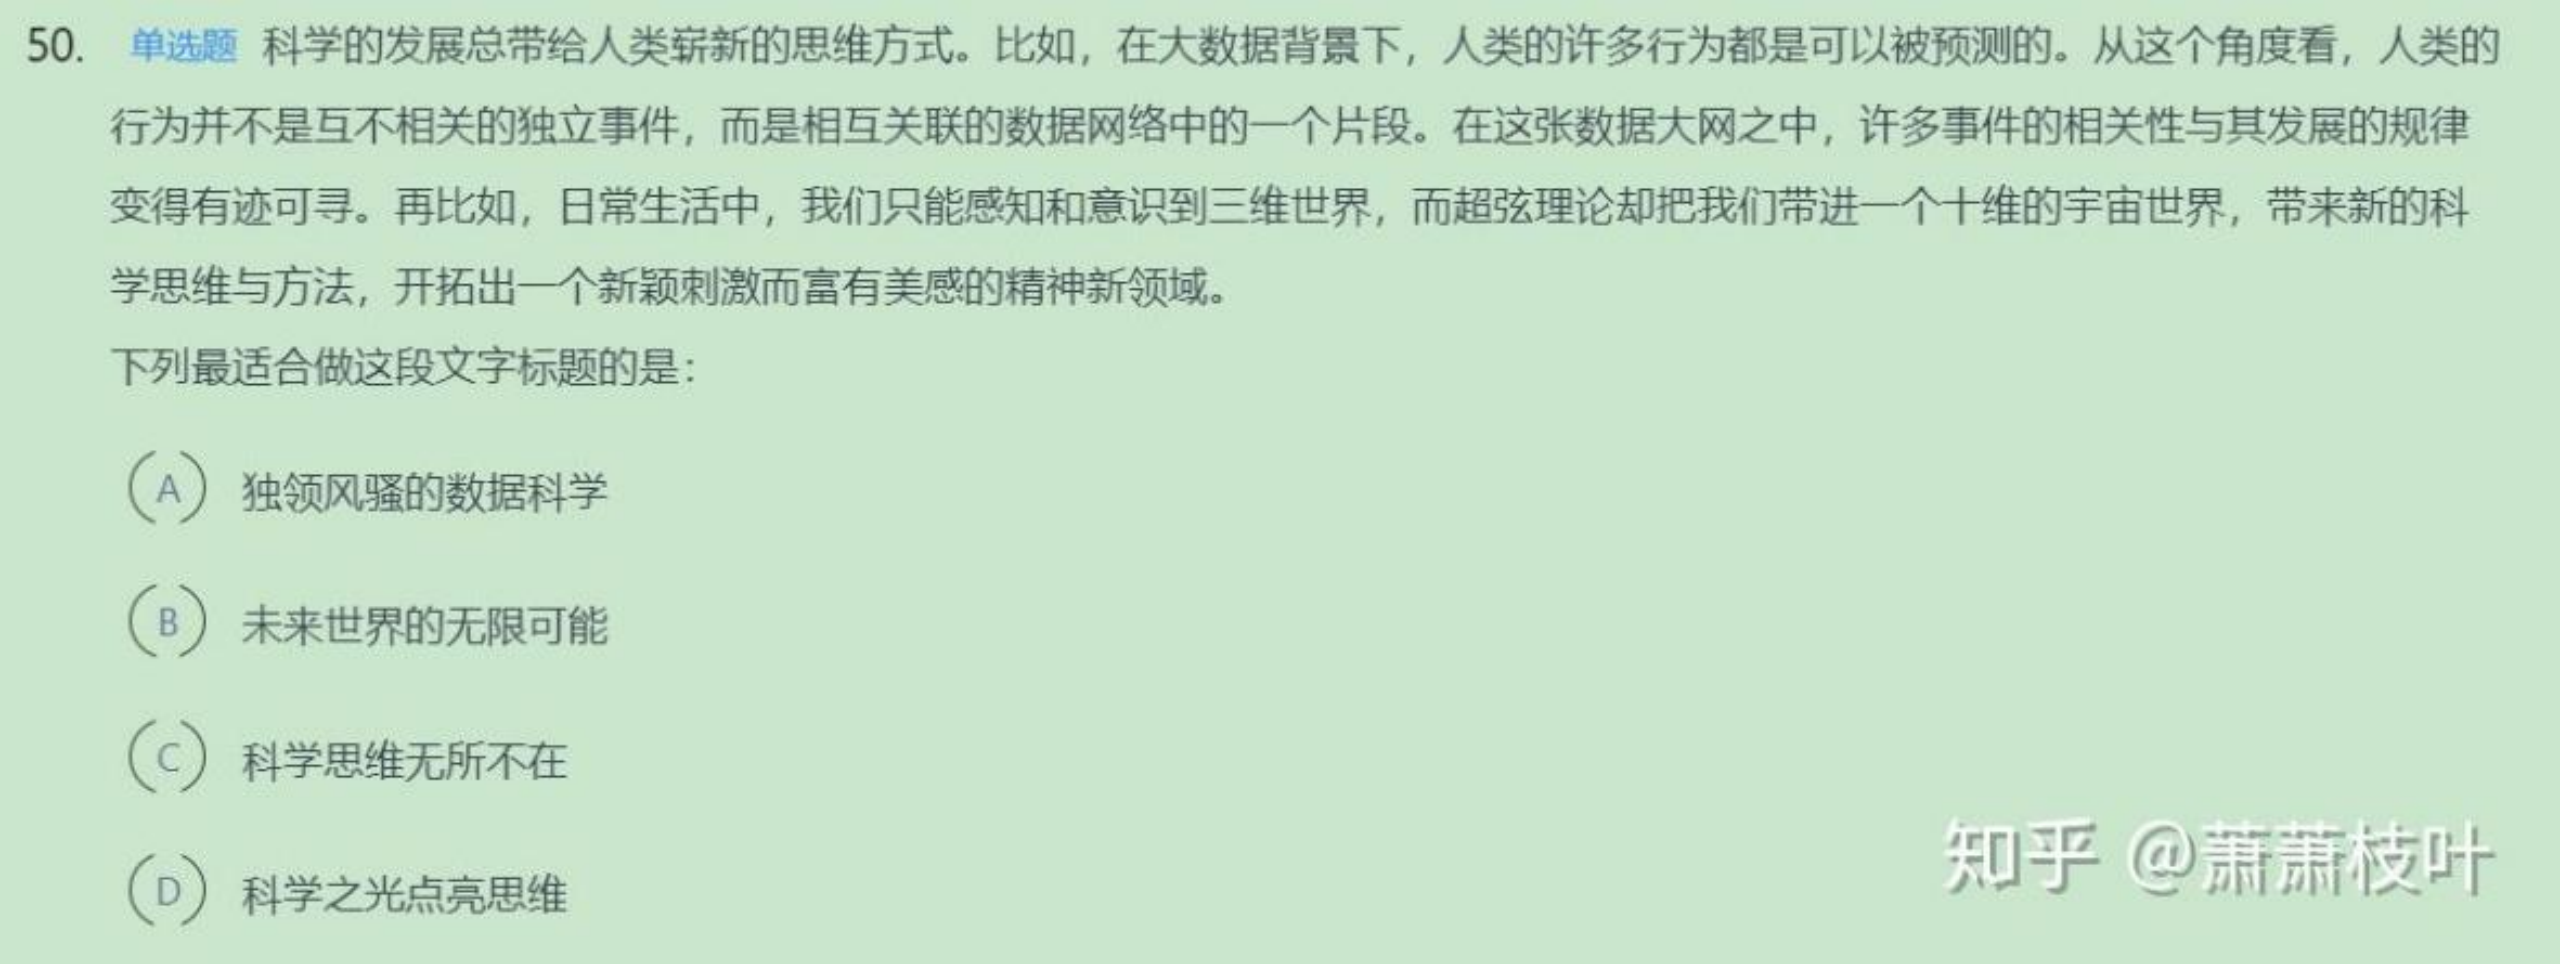 50. 单选题 科学的发展总带给人类崭新的思维方式。比如，在大数据背景下，人类的许多行为都是可以被预测的。从这个角度看，人类的
行为并不是互不相关的独立事件，而是相互关联的数据网络中的一个片段。在这张数据大网之中，许多事件的相关性与其发展的规律
变得有迹可寻。再比如，日常生活中，我们只能感知和意识到三维世界，而超弦理论却把我们带进一个十维的宇宙世界，带来新的科
学思维与方法，开拓出一个新颖刺激而富有美感的精神新领域。
下列最适合做这段文字标题的是：
A 独领风骚的数据科学
B 未来世界的无限可能
C 科学思维无所不在
D 科学之光点亮思维
知乎 @萧萧枝叶